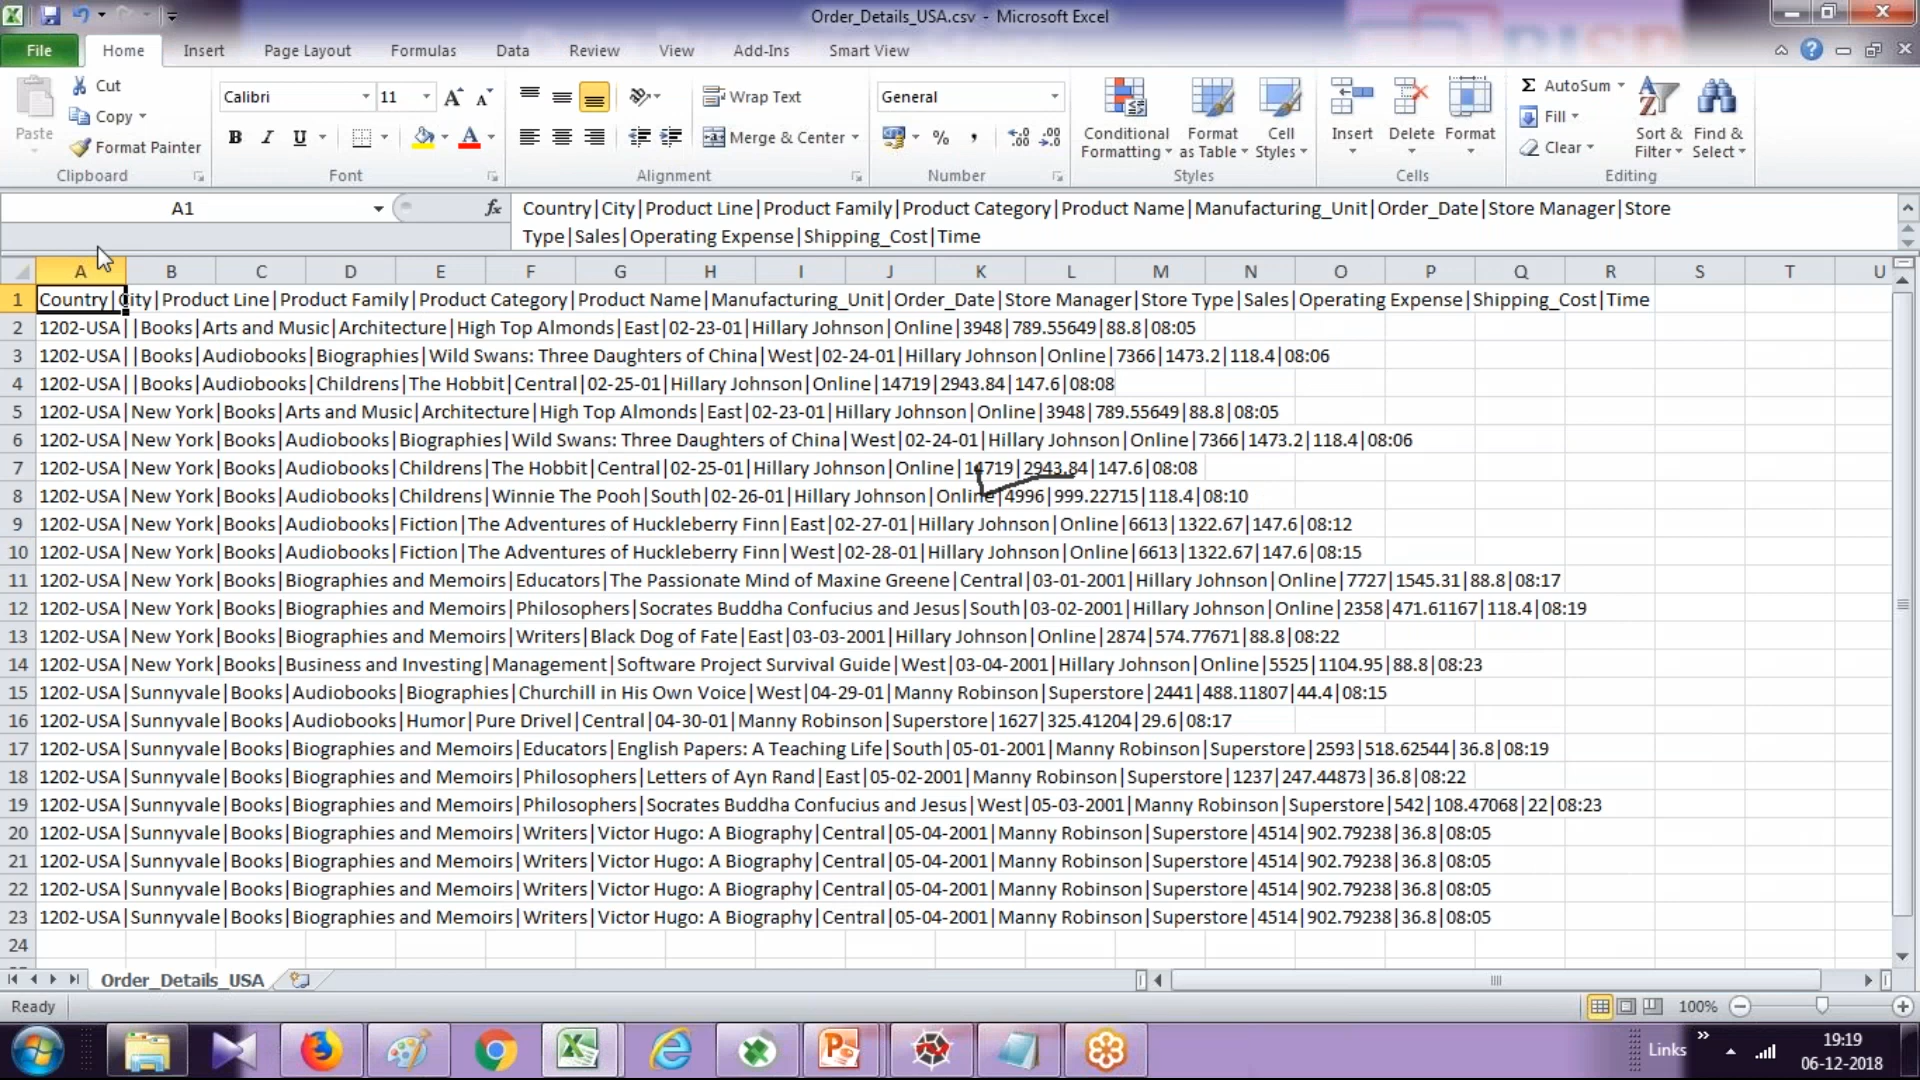 Order_Details_USA.csv - Microsoft Excel
File Home Insert Page Layout Formulas Data Review View Add-Ins Smart View
Paste
Cut
Copy
Format Painter
Clipboard
Calibri 11
B I U
Font
Wrap Text
Merge & Center
Alignment
General
%
Number
Conditional Formatting
Format as Table
Cell Styles
Styles
Insert Delete Format
Cells
AutoSum
Fill
Clear
Sort & Filter
Find & Select
Editing
A1
fx
Country|City|Product Line|Product Family|Product Category|Product Name|Manufacturing_Unit|Order_Date|Store Manager|Store
Type|Sales|Operating Expense|Shipping_Cost|Time
A B C D E F G H I J K L M N O P Q R S T U
1 Country|City|Product Line|Product Family|Product Category|Product Name|Manufacturing_Unit|Order_Date|Store Manager|Store Type|Sales|Operating Expense|Shipping_Cost|Time
2 1202-USA||Books|Arts and Music|Architecture|High Top Almonds|East|02-23-01|Hillary Johnson|Online|3948|789.55649|88.8|08:05
3 1202-USA||Books|Audiobooks|Biographies|Wild Swans: Three Daughters of China|West|02-24-01|Hillary Johnson|Online|7366|1473.2|118.4|08:06
4 1202-USA||Books|Audiobooks|Childrens|The Hobbit|Central|02-25-01|Hillary Johnson|Online|14719|2943.84|147.6|08:08
5 1202-USA|New York|Books|Arts and Music|Architecture|High Top Almonds|East|02-23-01|Hillary Johnson|Online|3948|789.55649|88.8|08:05
6 1202-USA|New York|Books|Audiobooks|Biographies|Wild Swans: Three Daughters of China|West|02-24-01|Hillary Johnson|Online|7366|1473.2|118.4|08:06
7 1202-USA|New York|Books|Audiobooks|Childrens|The Hobbit|Central|02-25-01|Hillary Johnson|Online|14719|2943.84|147.6|08:08
8 1202-USA|New York|Books|Audiobooks|Childrens|Winnie The Pooh|South|02-26-01|Hillary Johnson|Online|4996|999.22715|118.4|08:10
9 1202-USA|New York|Books|Audiobooks|Fiction|The Adventures of Huckleberry Finn|East|02-27-01|Hillary Johnson|Online|6613|1322.67|147.6|08:12
10 1202-USA|New York|Books|Audiobooks|Fiction|The Adventures of Huckleberry Finn|West|02-28-01|Hillary Johnson|Online|6613|1322.67|147.6|08:15
11 1202-USA|New York|Books|Biographies and Memoirs|Educators|The Passionate Mind of Maxine Greene|Central|03-01-2001|Hillary Johnson|Online|7727|1545.31|88.8|08:17
12 1202-USA|New York|Books|Biographies and Memoirs|Philosophers|Socrates Buddha Confucius and Jesus|South|03-02-2001|Hillary Johnson|Online|2358|471.61167|118.4|08:19
13 1202-USA|New York|Books|Biographies and Memoirs|Writers|Black Dog of Fate|East|03-03-2001|Hillary Johnson|Online|2874|574.77671|88.8|08:22
14 1202-USA|New York|Books|Business and Investing|Management|Software Project Survival Guide|West|03-04-2001|Hillary Johnson|Online|5525|1104.95|88.8|08:23
15 1202-USA|Sunnyvale|Books|Audiobooks|Biographies|Churchill in His Own Voice|West|04-29-01|Manny Robinson|Superstore|2441|488.11807|44.4|08:15
16 1202-USA|Sunnyvale|Books|Audiobooks|Humor|Pure Drivel|Central|04-30-01|Manny Robinson|Superstore|1627|325.41204|29.6|08:17
17 1202-USA|Sunnyvale|Books|Biographies and Memoirs|Educators|English Papers: A Teaching Life|South|05-01-2001|Manny Robinson|Superstore|2593|518.62544|36.8|08:19
18 1202-USA|Sunnyvale|Books|Biographies and Memoirs|Philosophers|Letters of Ayn Rand|East|05-02-2001|Manny Robinson|Superstore|1237|247.44873|36.8|08:22
19 1202-USA|Sunnyvale|Books|Biographies and Memoirs|Philosophers|Socrates Buddha Confucius and Jesus|West|05-03-2001|Manny Robinson|Superstore|542|108.47068|22|08:23
20 1202-USA|Sunnyvale|Books|Biographies and Memoirs|Writers|Victor Hugo: A Biography|Central|05-04-2001|Manny Robinson|Superstore|4514|902.79238|36.8|08:05
21 1202-USA|Sunnyvale|Books|Biographies and Memoirs|Writers|Victor Hugo: A Biography|Central|05-04-2001|Manny Robinson|Superstore|4514|902.79238|36.8|08:05
22 1202-USA|Sunnyvale|Books|Biographies and Memoirs|Writers|Victor Hugo: A Biography|Central|05-04-2001|Manny Robinson|Superstore|4514|902.79238|36.8|08:05
23 1202-USA|Sunnyvale|Books|Biographies and Memoirs|Writers|Victor Hugo: A Biography|Central|05-04-2001|Manny Robinson|Superstore|4514|902.79238|36.8|08:05
24
Order_Details_USA
Ready 100%
Links 19:19
06-12-2018